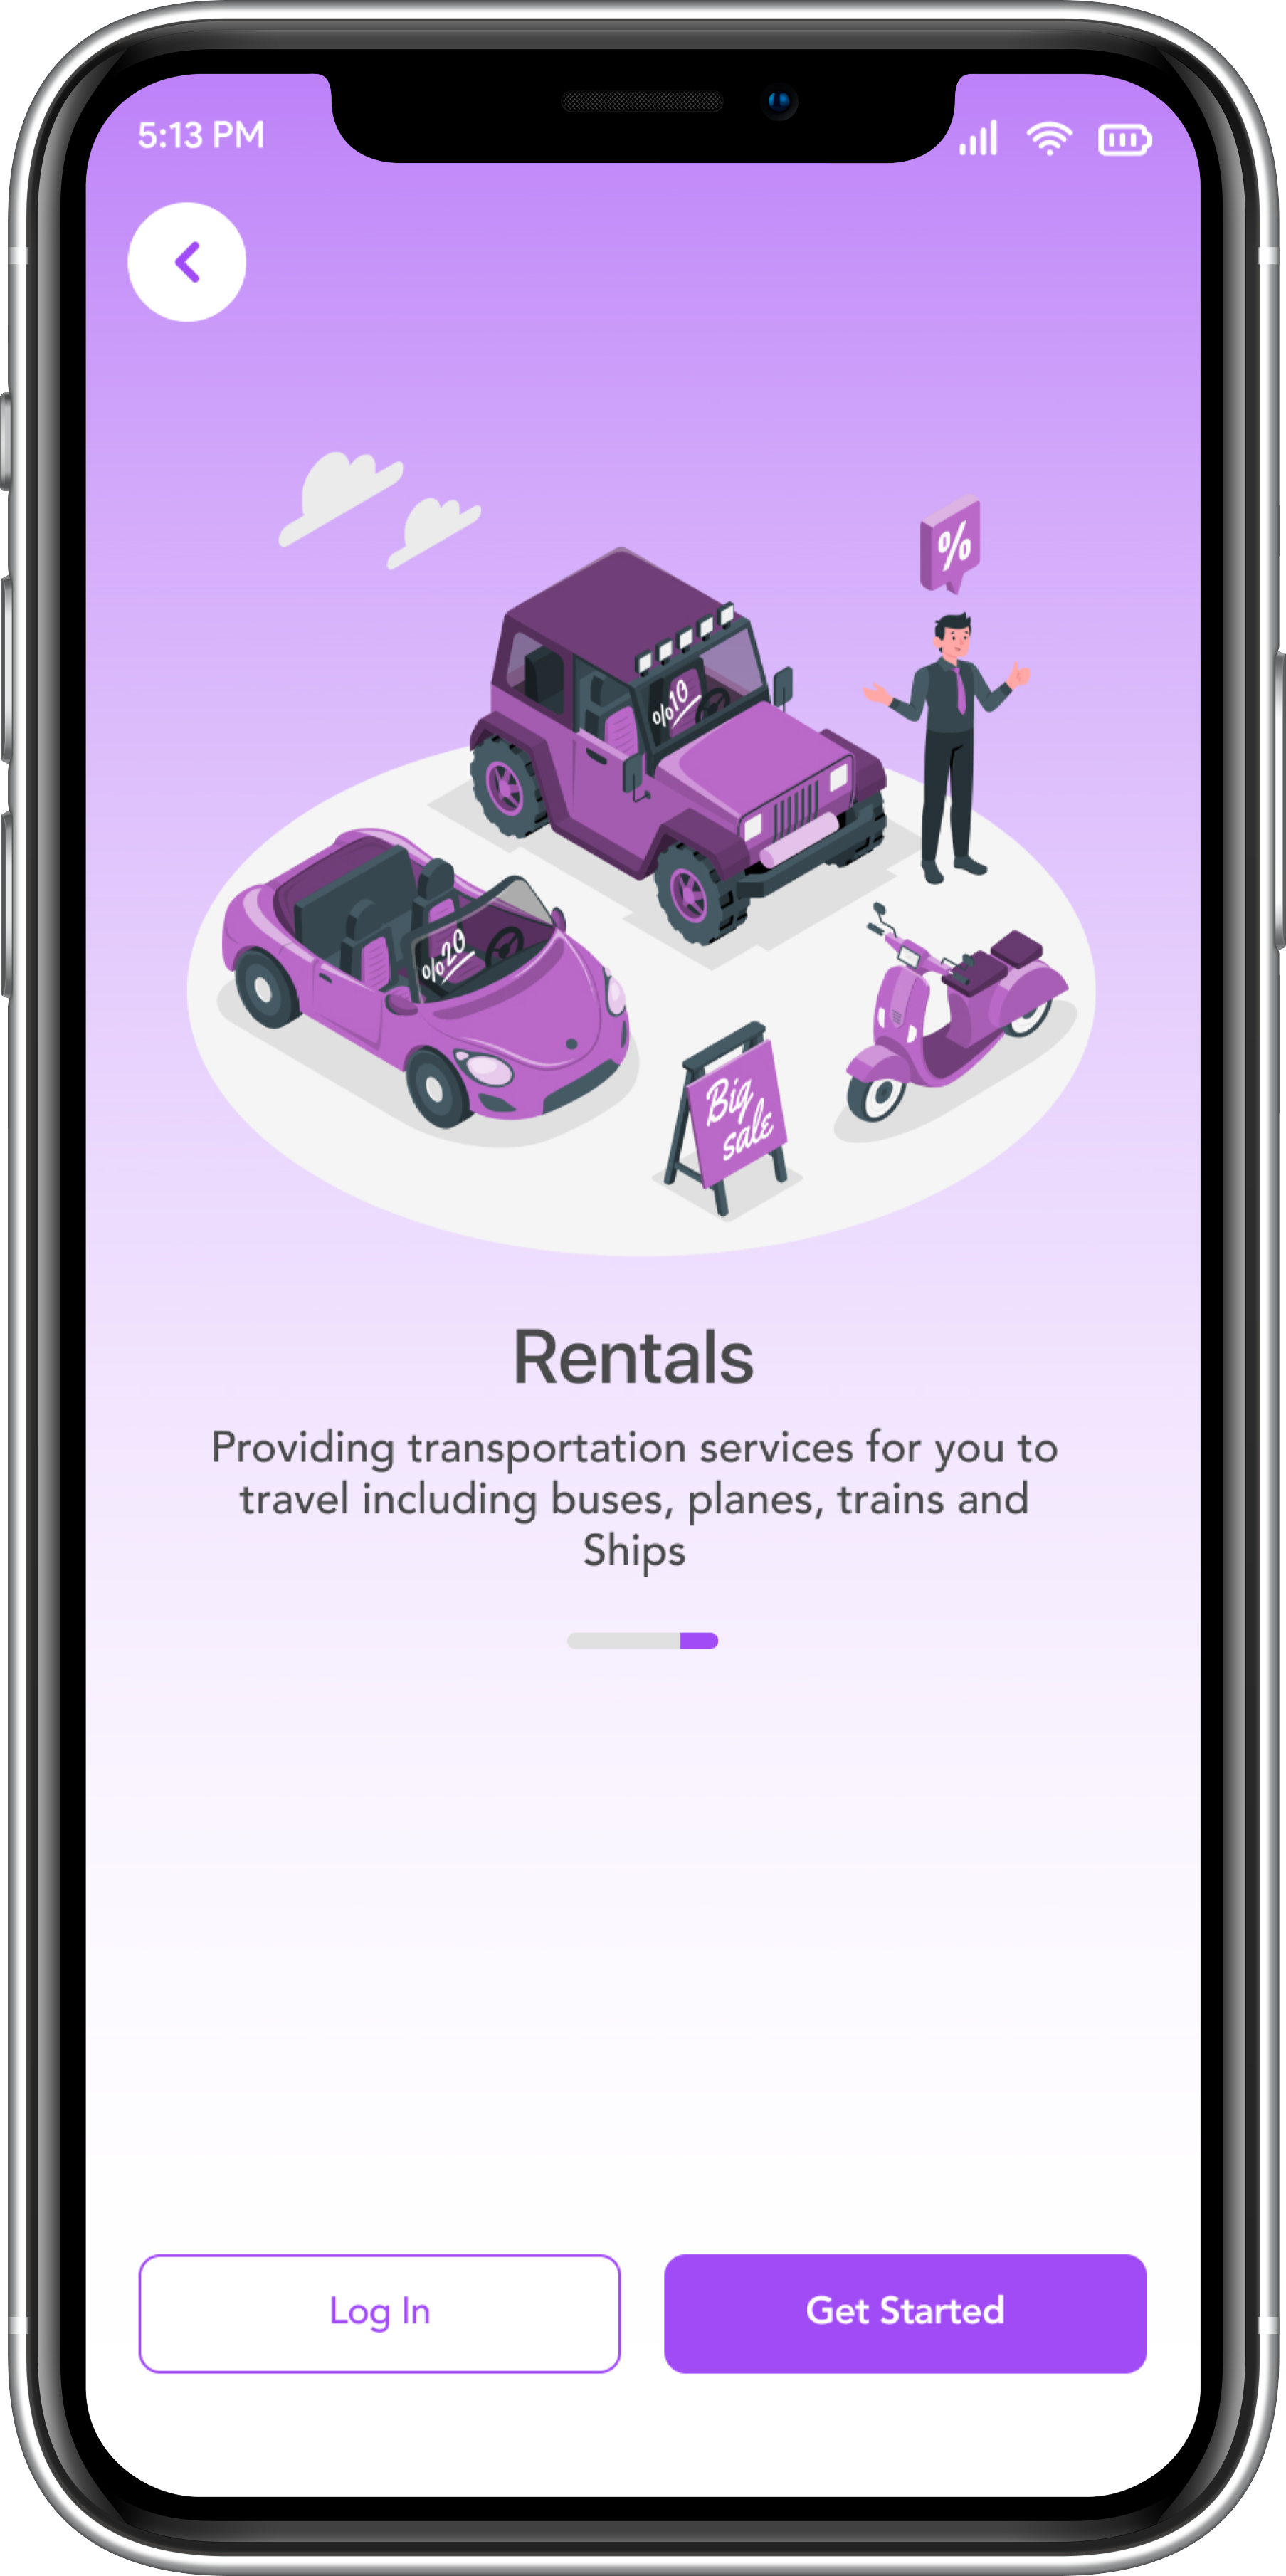 5:13 PM
%
%10
%20
Big
sale
Rentals
Providing transportation services for you to
travel including buses, planes, trains and
Ships
Log In
Get Started